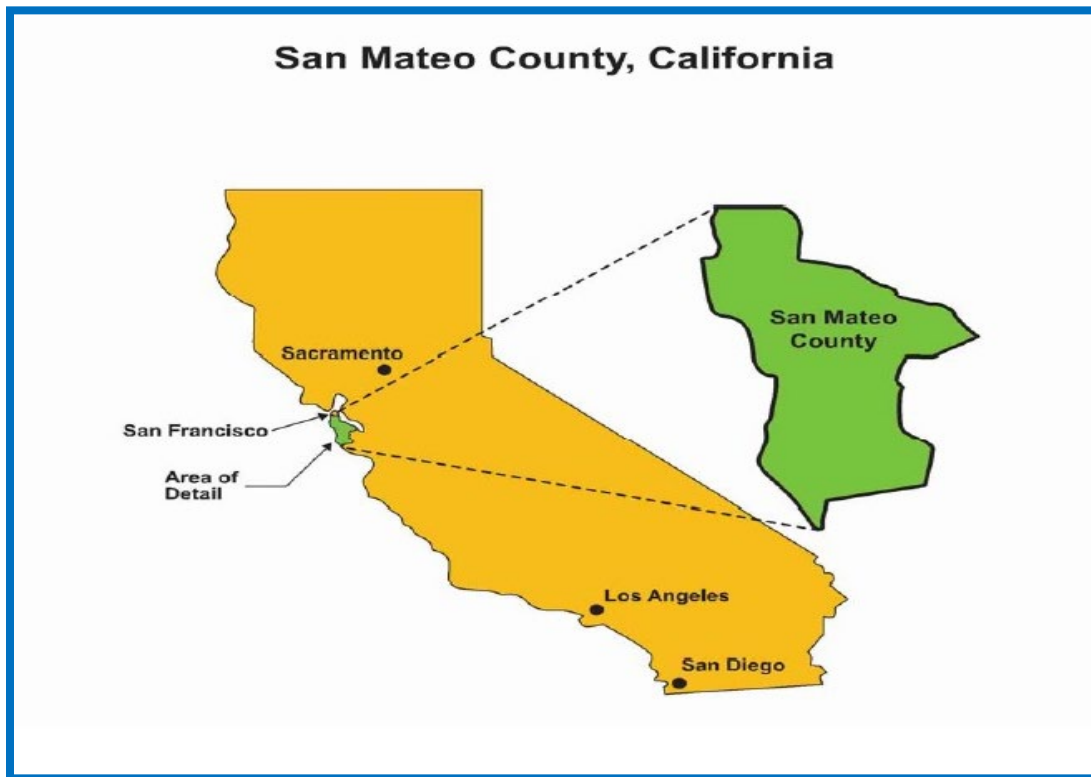 San Mateo County, California
San Mateo
County
Sacramento
San Francisco
Area of
Detail
Los Angeles
San Diego